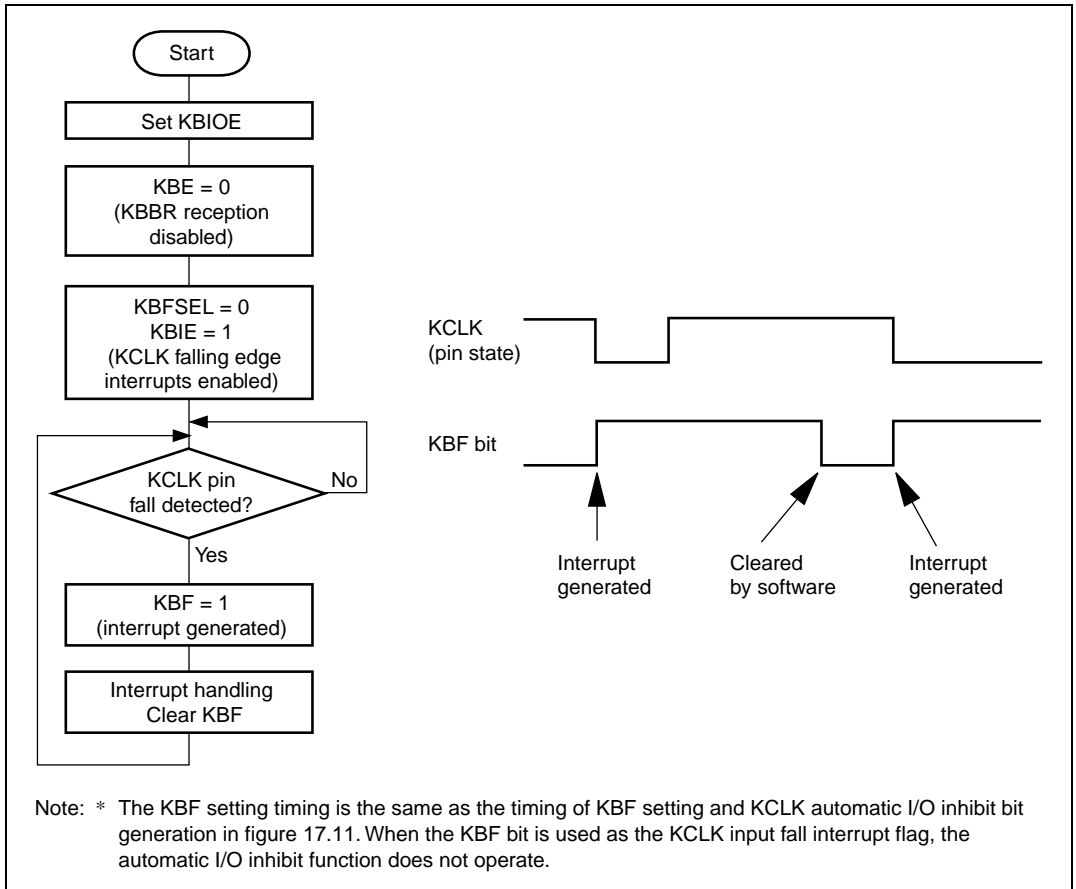 Start
Set KBIOE
KBE = 0
(KBBR reception
disabled)
KBFSEL = 0
KBIE = 1
(KCLK falling edge
interrupts enabled)
KCLK pin
fall detected?
No
Yes
KBF = 1
(interrupt generated)
Interrupt handling
Clear KBF
KCLK
(pin state)
KBF bit
Interrupt
generated
Cleared
by software
Interrupt
generated
Note: * The KBF setting timing is the same as the timing of KBF setting and KCLK automatic I/O inhibit bit
generation in figure 17.11. When the KBF bit is used as the KCLK input fall interrupt flag, the
automatic I/O inhibit function does not operate.